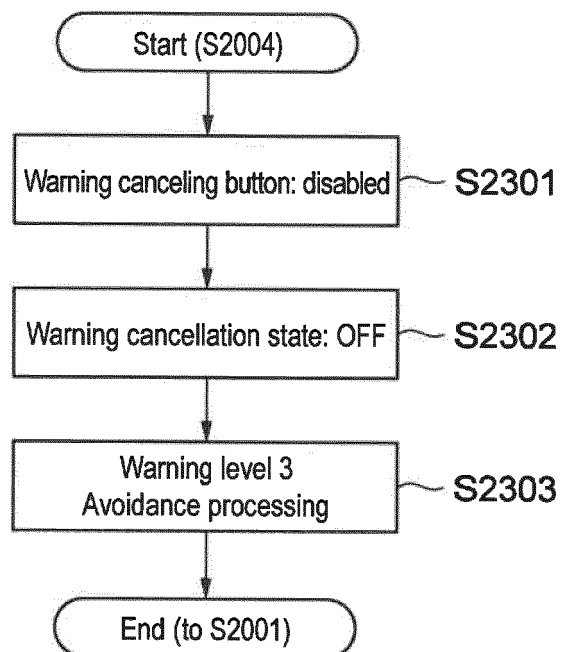 Start (S2004)
Warning canceling button: disabled
S2301
Warning cancellation state: OFF
S2302
Warning level 3
Avoidance processing
S2303
End (to S2001)